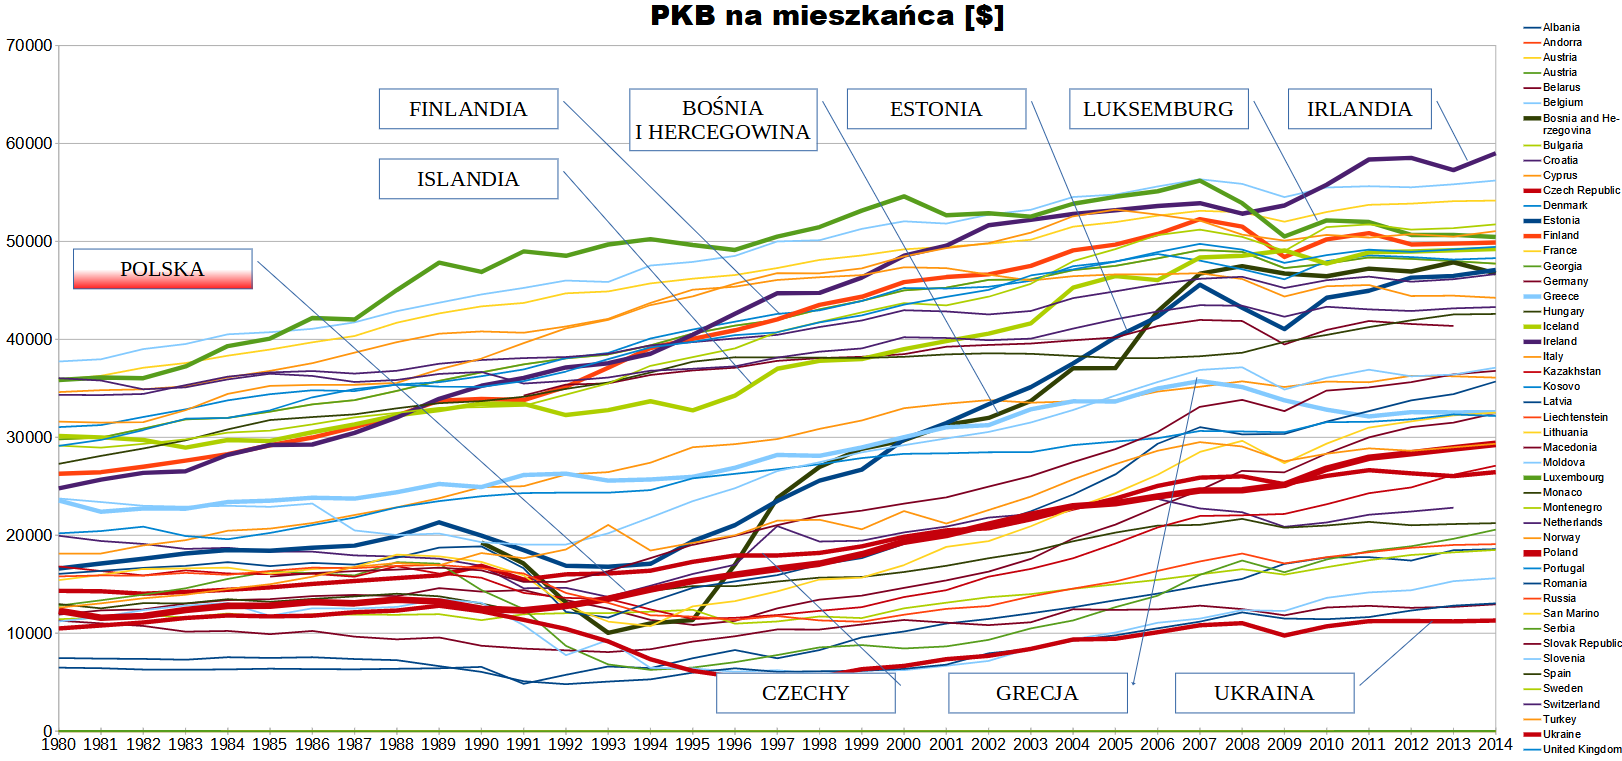 PKB na mieszkańca [$]
70000
60000
50000
40000
30000
20000
10000
0
FINLANDIA
BOŚNIA
I HERCEGOWINA
ESTONIA
LUKSEMBURG
IRLANDIA
ISLANDIA
POLSKA
CZECHY
GRECJA
UKRAINA
1980 1981 1982 1983 1984 1985 1986 1987 1988 1989 1990 1991 1992 1993 1994 1995 1996 1997 1998 1999 2000 2001 2002 2003 2004 2005 2006 2007 2008 2009 2010 2011 2012 2013 2014
Albania
Andorra
Austria
Austria
Belarus
Belgium
Bosnia and He-
rzegovina
Bulgaria
Croatia
Cyprus
Czech Republic
Denmark
Estonia
Finland
France
Georgia
Germany
Greece
Hungary
Iceland
Ireland
Italy
Kazakhstan
Kosovo
Latvia
Liechtenstein
Lithuania
Macedonia
Moldova
Luxembourg
Monaco
Montenegro
Netherlands
Norway
Poland
Portugal
Romania
Russia
San Marino
Serbia
Slovak Republic
Slovenia
Spain
Sweden
Switzerland
Turkey
Ukraine
United Kingdom